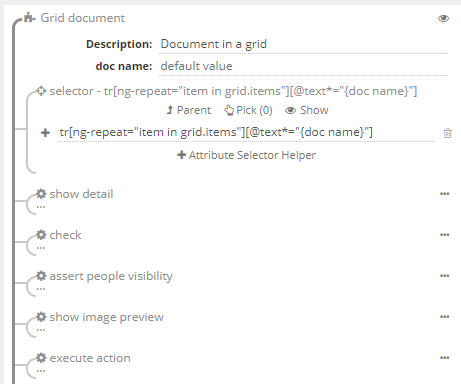 Grid document
Description: Document in a grid
doc name: default value
selector - tr[ng-repeat="item in grid.items"][@text*="{doc name}"]
Parent Pick (0) Show
tr[ng-repeat="item in grid.items"][@text*="{doc name}"]
Attribute Selector Helper
show detail
...
check
...
assert people visibility
...
show image preview
...
execute action
...